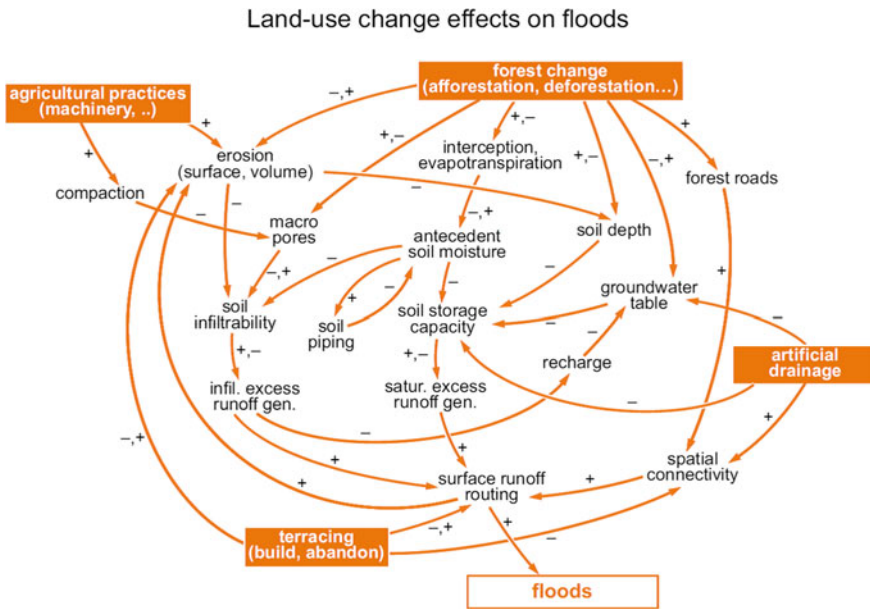 Land-use change effects on floods
agricultural practices
(machinery, ..)
forest change
(afforestation, deforestation...)
–,+
+
+
erosion
(surface, volume)
+,–
interception,
evapotranspiration
+,–
+,–
–,+
+
forest roads
compaction
–
–
macro
pores
–,+
–
soil depth
antecedent
soil moisture
–,+
–
+
–
–
–
groundwater
table
+
–
soil
infiltrability
soil
piping
soil storage
capacity
–
–
+,–
+,–
recharge
artificial
drainage
infil. excess
runoff gen.
satur. excess
runoff gen.
–
–
+
–,+
+
+
spatial
connectivity
surface runoff
routing
+
+
–
terracing
(build, abandon)
–,+
+
floods